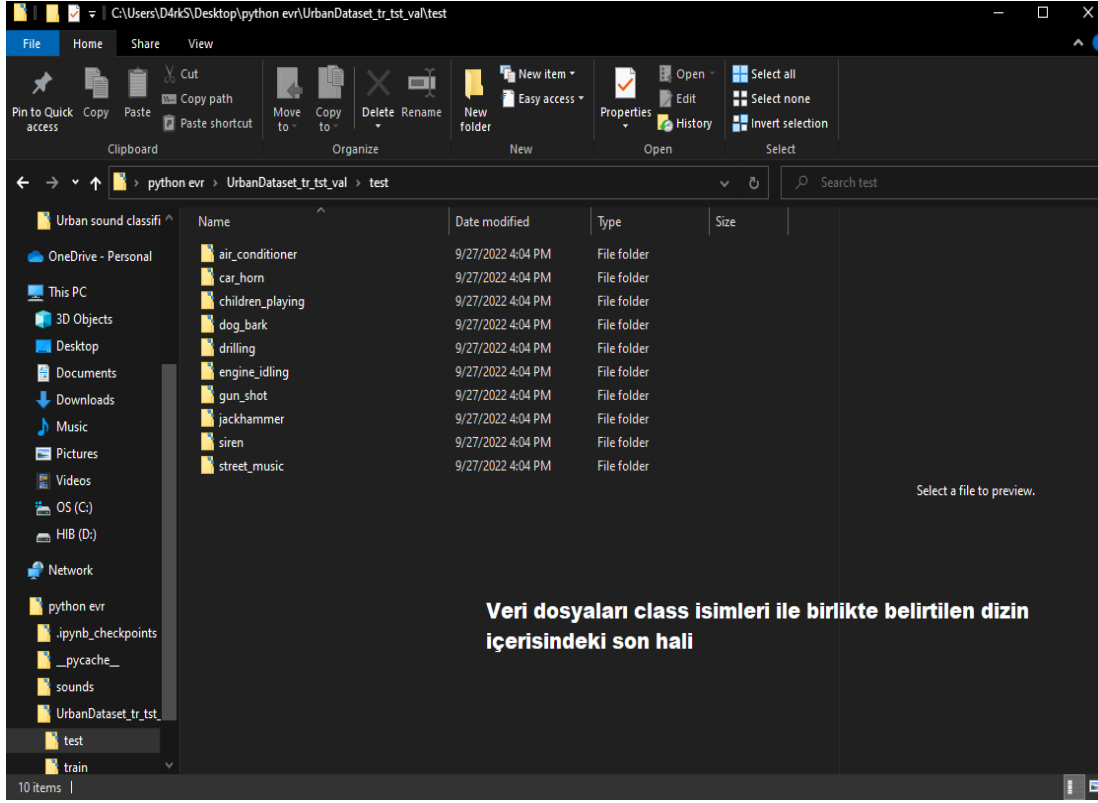 C:\Users\D4rkS\Desktop\python evr\UrbanDataset_tr_tst_val\test
File Home Share View
Pin to Quick access
Copy
Paste
Cut
Copy path
Paste shortcut
Clipboard
Move to
Copy to
Delete
Rename
Organize
New folder
New item
Easy access
New
Properties
Open
Edit
History
Open
Select all
Select none
Invert selection
Select
python evr › UrbanDataset_tr_tst_val › test
Search test
Urban sound classifi
OneDrive - Personal
This PC
3D Objects
Desktop
Documents
Downloads
Music
Pictures
Videos
OS (C:)
HIB (D:)
Network
python evr
.ipynb_checkpoints
__pycache__
sounds
UrbanDataset_tr_tst_
test
train
Name Date modified Type Size
air_conditioner 9/27/2022 4:04 PM File folder
car_horn 9/27/2022 4:04 PM File folder
children_playing 9/27/2022 4:04 PM File folder
dog_bark 9/27/2022 4:04 PM File folder
drilling 9/27/2022 4:04 PM File folder
engine_idling 9/27/2022 4:04 PM File folder
gun_shot 9/27/2022 4:04 PM File folder
jackhammer 9/27/2022 4:04 PM File folder
siren 9/27/2022 4:04 PM File folder
street_music 9/27/2022 4:04 PM File folder
Select a file to preview.
Veri dosyaları class isimleri ile birlikte belirtilen dizin
içerisindeki son hali
10 items